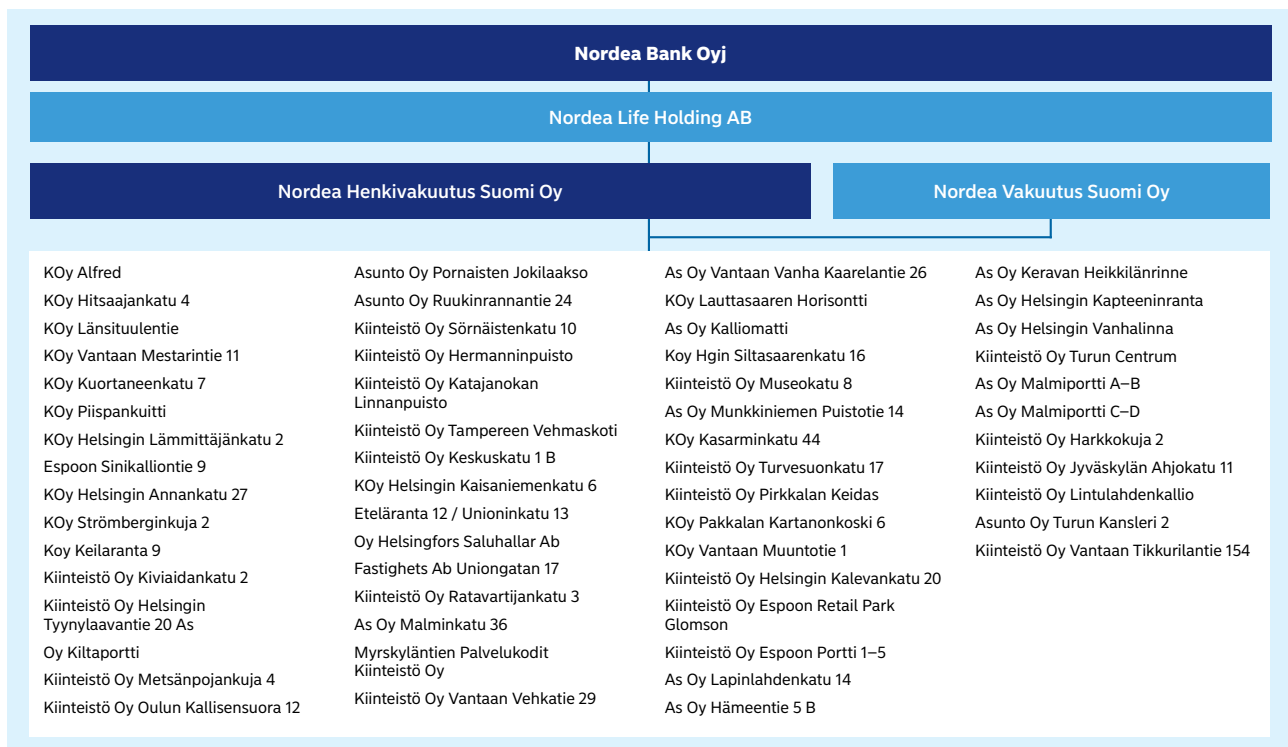 Nordea Bank Oyj
Nordea Life Holding AB
Nordea Henkivakuutus Suomi Oy
Nordea Vakuutus Suomi Oy
KOy Alfred
KOy Hitsaajankatu 4
KOy Länsituulentie
KOy Vantaan Mestarintie 11
KOy Kuortaneenkatu 7
KOy Piispankuitti
KOy Helsingin Lämmittäjänkatu 2
Espoon Sinikalliontie 9
KOy Helsingin Annankatu 27
KOy Strömberginkuja 2
Koy Keilaranta 9
Kiinteistö Oy Kiviaidankatu 2
Kiinteistö Oy Helsingin
Tyynylaavantie 20 As
Oy Kiltaportti
Kiinteistö Oy Metsänpojankuja 4
Kiinteistö Oy Oulun Kallisensuora 12
Asunto Oy Pornaisten Jokilaakso
Asunto Oy Ruukinrannantie 24
Kiinteistö Oy Sörnäistenkatu 10
Kiinteistö Oy Hermanninpuisto
Kiinteistö Oy Katajanokan
Linnanpuisto
Kiinteistö Oy Tampereen Vehmaskoti
Kiinteistö Oy Keskuskatu 1 B
KOy Helsingin Kaisaniemenkatu 6
Eteläranta 12 / Unioninkatu 13
Oy Helsingfors Saluhallar Ab
Fastighets Ab Uniongatan 17
Kiinteistö Oy Ratavartijankatu 3
As Oy Malminkatu 36
Myrskyläntien Palvelukodit
Kiinteistö Oy
Kiinteistö Oy Vantaan Vehkatie 29
As Oy Vantaan Vanha Kaarelantie 26
KOy Lauttasaaren Horisontti
As Oy Kalliomatti
Koy Hgin Siltasaarenkatu 16
Kiinteistö Oy Museokatu 8
As Oy Munkkiniemen Puistotie 14
KOy Kasarminkatu 44
Kiinteistö Oy Turvesuonkatu 17
Kiinteistö Oy Pirkkalan Keidas
KOy Pakkalan Kartanonkoski 6
KOy Vantaan Muuntotie 1
Kiinteistö Oy Helsingin Kalevankatu 20
Kiinteistö Oy Espoon Retail Park
Glomson
Kiinteistö Oy Espoon Portti 1–5
As Oy Lapinlahdenkatu 14
As Oy Hämeentie 5 B
As Oy Keravan Heikkilänrinne
As Oy Helsingin Kapteeninranta
As Oy Helsingin Vanhalinna
Kiinteistö Oy Turun Centrum
As Oy Malmiportti A–B
As Oy Malmiportti C–D
Kiinteistö Oy Harkkokuja 2
Kiinteistö Oy Jyväskylän Ahjokatu 11
Kiinteistö Oy Lintulahdenkallio
Asunto Oy Turun Kansleri 2
Kiinteistö Oy Vantaan Tikkurilantie 154